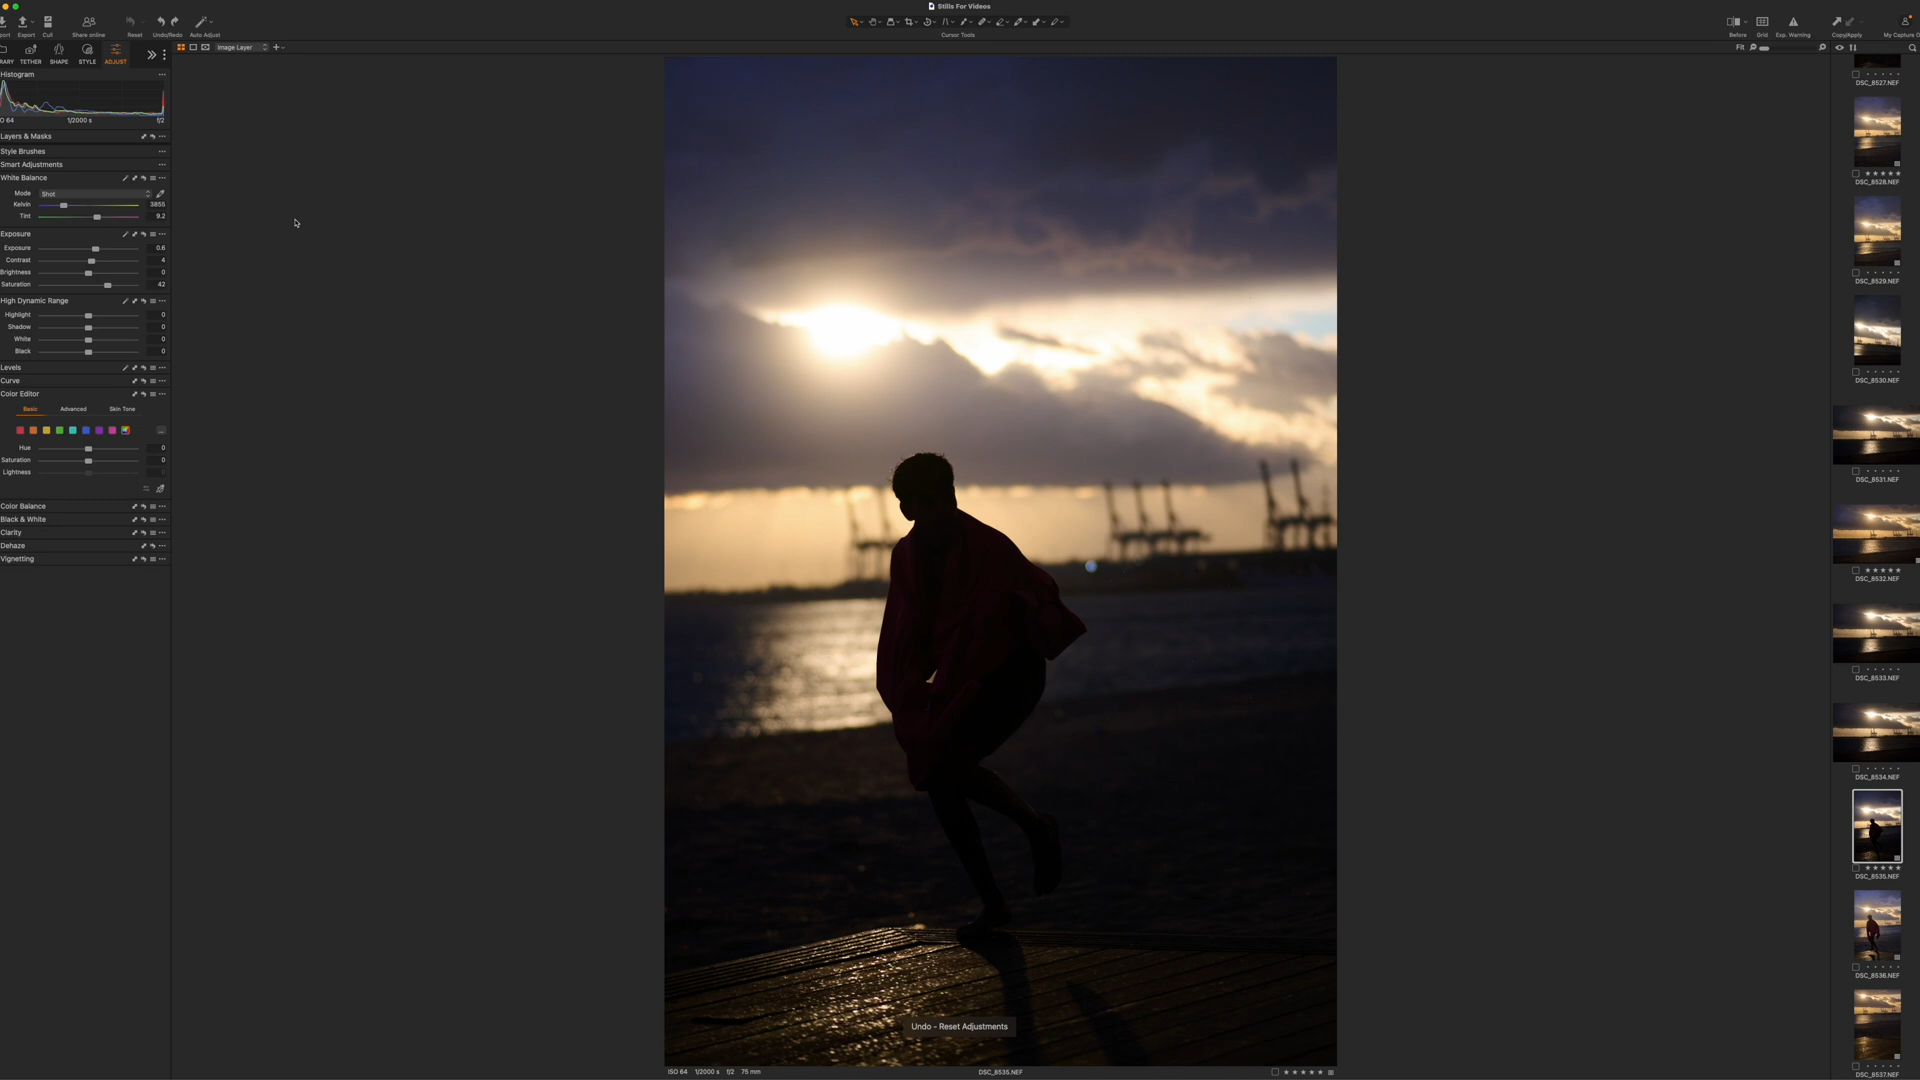 Stills For Videos
port
Export
Cull
Share online
Reset
Undo/Redo
Auto Adjust
Cursor Tools
Before
Grid
Exp. Warning
Copy/Apply
My Capture O
RARY
TETHER
SHAPE
STYLE
ADJUST
Image Layer
Fit
Histogram
O 64
1/2000 s
f/2
Layers & Masks
Style Brushes
Smart Adjustments
White Balance
Mode Shot
Kelvin 3855
Tint 9.2
Exposure
Exposure 0.6
Contrast 4
Brightness 0
Saturation 42
High Dynamic Range
Highlight 0
Shadow 0
White 0
Black 0
Levels
Curve
Color Editor
Basic Advanced Skin Tone
Hue 0
Saturation 0
Lightness
Color Balance
Black & White
Clarity
Dehaze
Vignetting
Undo - Reset Adjustments
ISO 64 1/2000 s f/2 75 mm
DSC_8535.NEF
DSC_8527.NEF
DSC_8528.NEF
DSC_8529.NEF
DSC_8530.NEF
DSC_8531.NEF
DSC_8532.NEF
DSC_8533.NEF
DSC_8534.NEF
DSC_8535.NEF
DSC_8536.NEF
DSC_8537.NEF